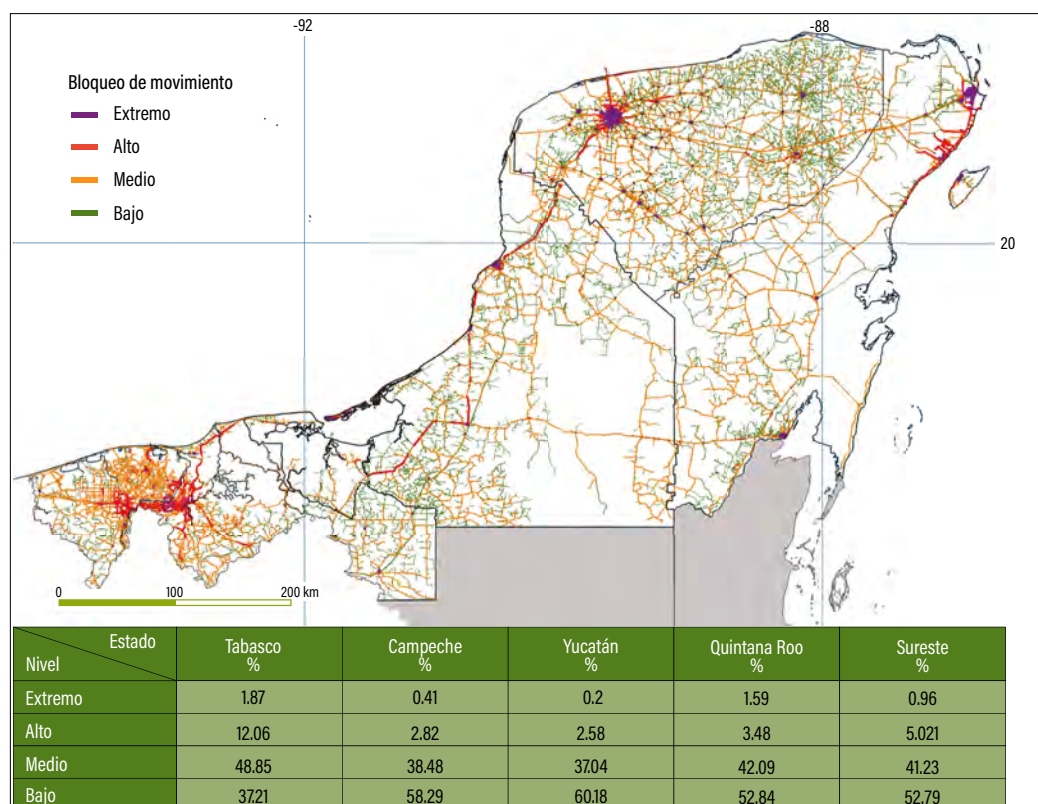 -92
-88
Bloqueo de movimiento
Extremo
Alto
Medio
Bajo
20
0 100 200 km
Estado
Nivel
Tabasco % Campeche % Yucatán % Quintana Roo % Sureste %
Extremo 1.87 0.41 0.2 1.59 0.96
Alto 12.06 2.82 2.58 3.48 5.021
Medio 48.85 38.48 37.04 42.09 41.23
Bajo 37.21 58.29 60.18 52.84 52.79